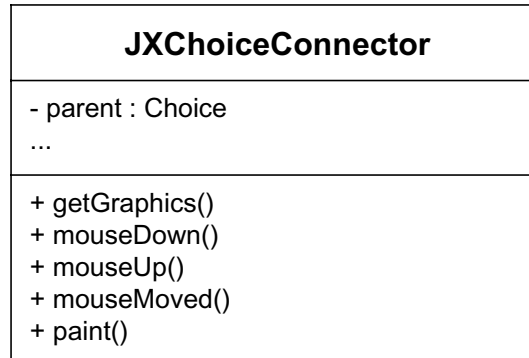 JXChoiceConnector
- parent : Choice
...
+ getGraphics()
+ mouseDown()
+ mouseUp()
+ mouseMoved()
+ paint()